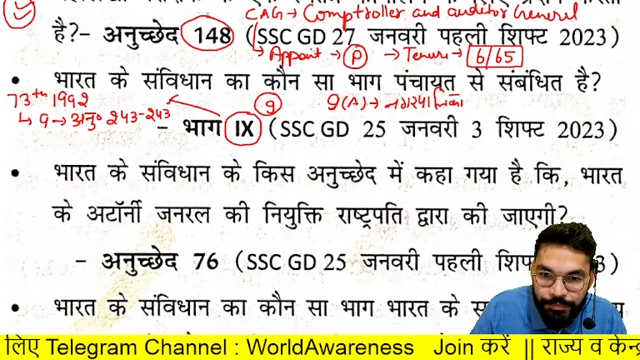 CAG → Comptroller and auditor General
है?- अनुच्छेद 148 (SSC GD 27 जनवरी पहली शिफ्ट 2023)
↳ Appoint → P → Tenure → 6/65
• भारत के संविधान का कौन सा भाग पंचायत से संबंधित है?
73th 1992 9 9(A) → नगरपालिका
↳ 9 → अनु० 243-243
- भाग IX (SSC GD 25 जनवरी 3 शिफ्ट 2023)
• भारत के संविधान के किस अनुच्छेद में कहा गया है कि, भारत
के अटॉर्नी जनरल की नियुक्ति राष्ट्रपति द्वारा की जाएगी?
- अनुच्छेद 76 (SSC GD 25 जनवरी पहली
• भारत के संविधान का कौन सा भाग भारत के
लिए Telegram Channel : WorldAwareness Join करें || राज्य व केन्द्